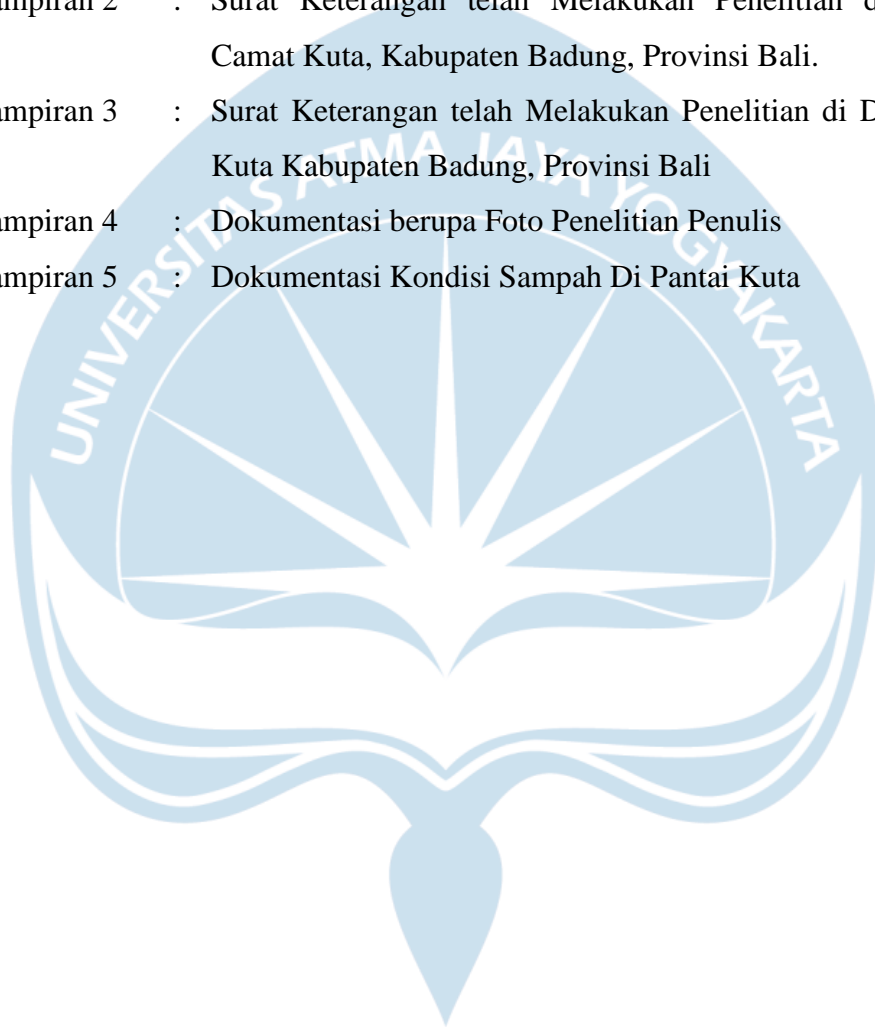 ampiran 2 : Surat Keterangan telah Melakukan Penelitian d
Camat Kuta, Kabupaten Badung, Provinsi Bali.
ampiran 3 : Surat Keterangan telah Melakukan Penelitian di D
Kuta Kabupaten Badung, Provinsi Bali
ampiran 4 : Dokumentasi berupa Foto Penelitian Penulis
ampiran 5 : Dokumentasi Kondisi Sampah Di Pantai Kuta
UNIVERSITAS ATMA JAYA YOGYAKARTA